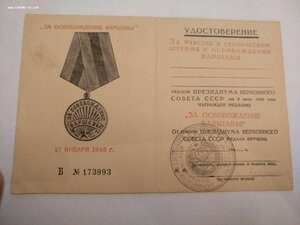 „ЗА ОСВОБОЖДЕНИЕ ВАРШАВЫ"
ЗА ОСВОБОЖДЕНИЕ
ВАРШАВЫ
17 ЯНВАРЯ 1945 г.
Б № 173993
УДОСТОВЕРЕНИЕ
ЗА УЧАСТИЕ В ГЕРОИЧЕСКОМ
ШТУРМЕ И ОСВОБОЖДЕНИИ
ВАРШАВЫ
УКАЗОМ ПРЕЗИДИУМА ВЕРХОВНОГО
СОВЕТА СССР от 9 июня 1945 года
НАГРАЖДЕН МЕДАЛЬЮ
„ЗА ОСВОБОЖДЕНИЕ
ВАРШАВЫ"
От имени ПРЕЗИДИУМА ВЕРХОВНОГО
СОВЕТА СССР МЕДАЛЬ ВРУЧЕНА
М. П.